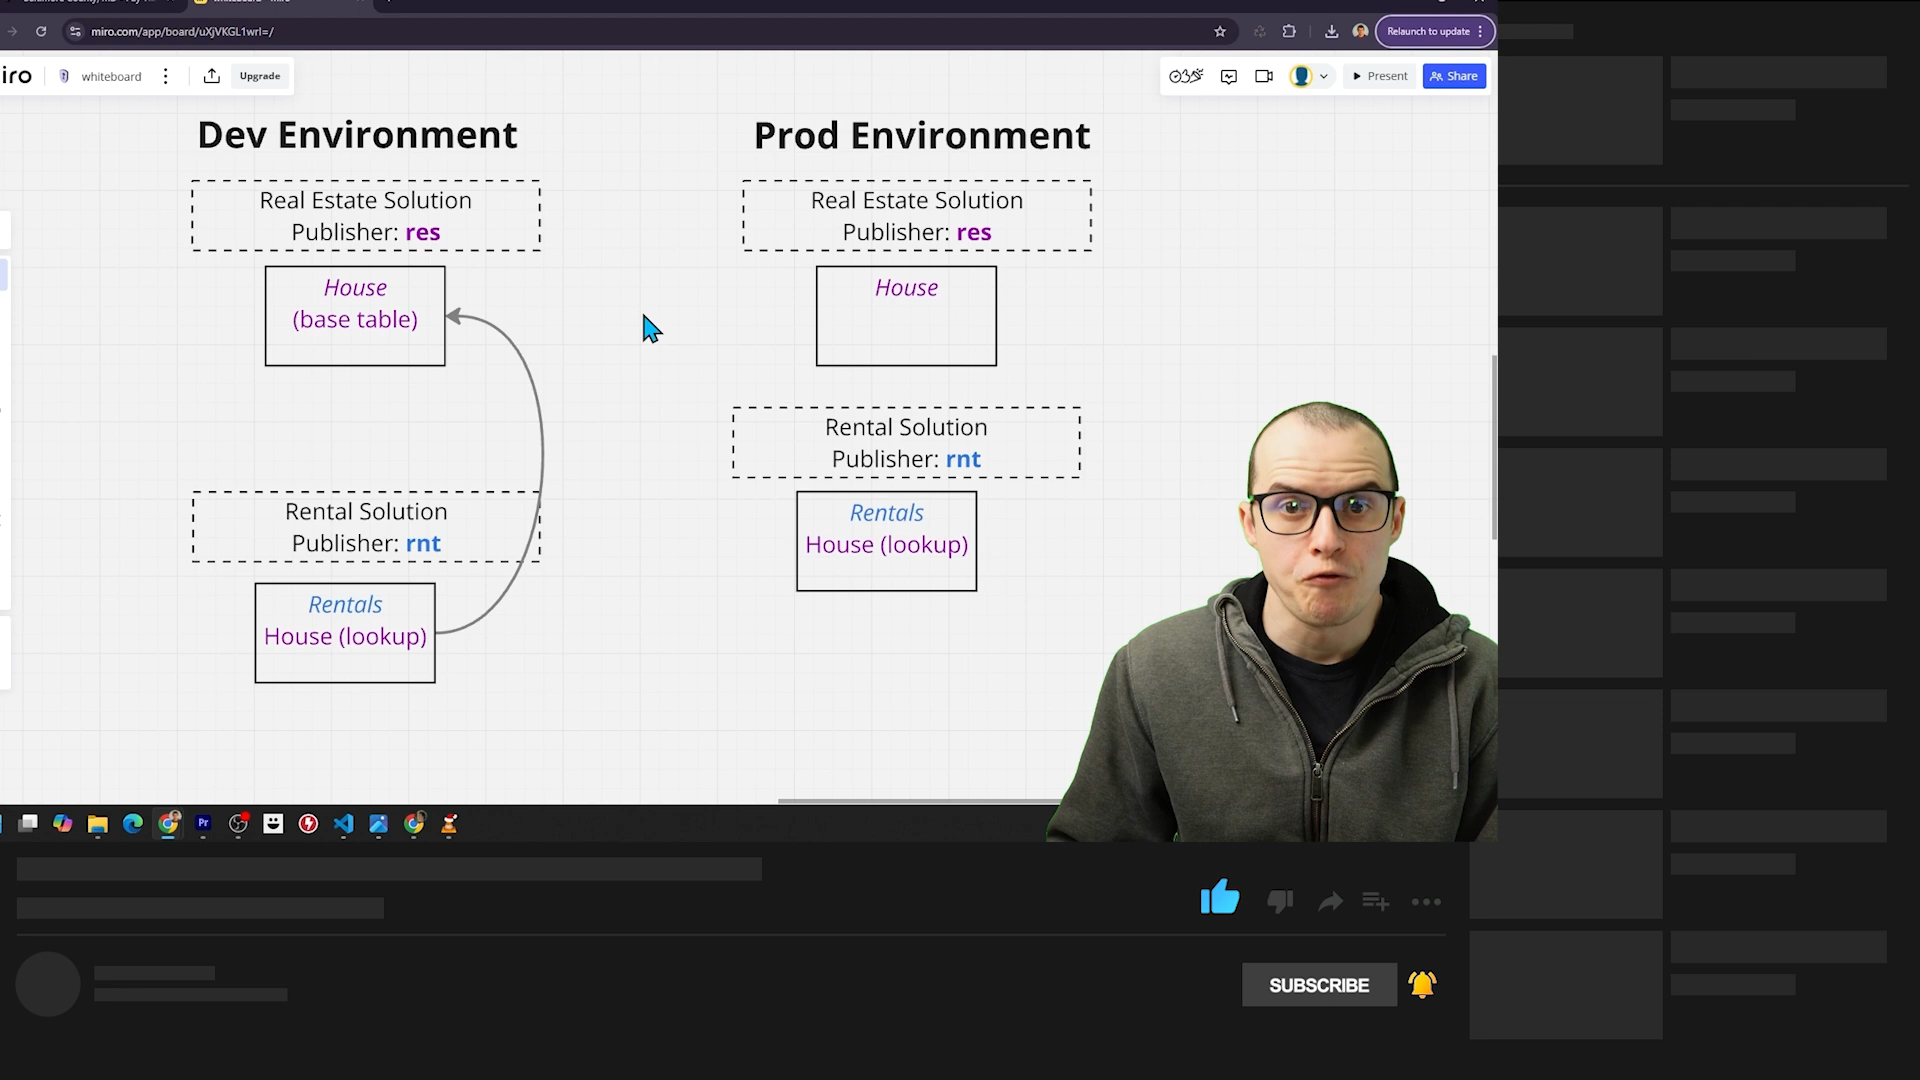 miro.com/app/board/uXjVKGL1wrI=/
Relaunch to update
iro
whiteboard
Upgrade
Present
Share
Dev Environment
Real Estate Solution
Publisher: res
House
(base table)
Rental Solution
Publisher: rnt
Rentals
House (lookup)
Prod Environment
Real Estate Solution
Publisher: res
House
Rental Solution
Publisher: rnt
Rentals
House (lookup)
Pr
SUBSCRIBE